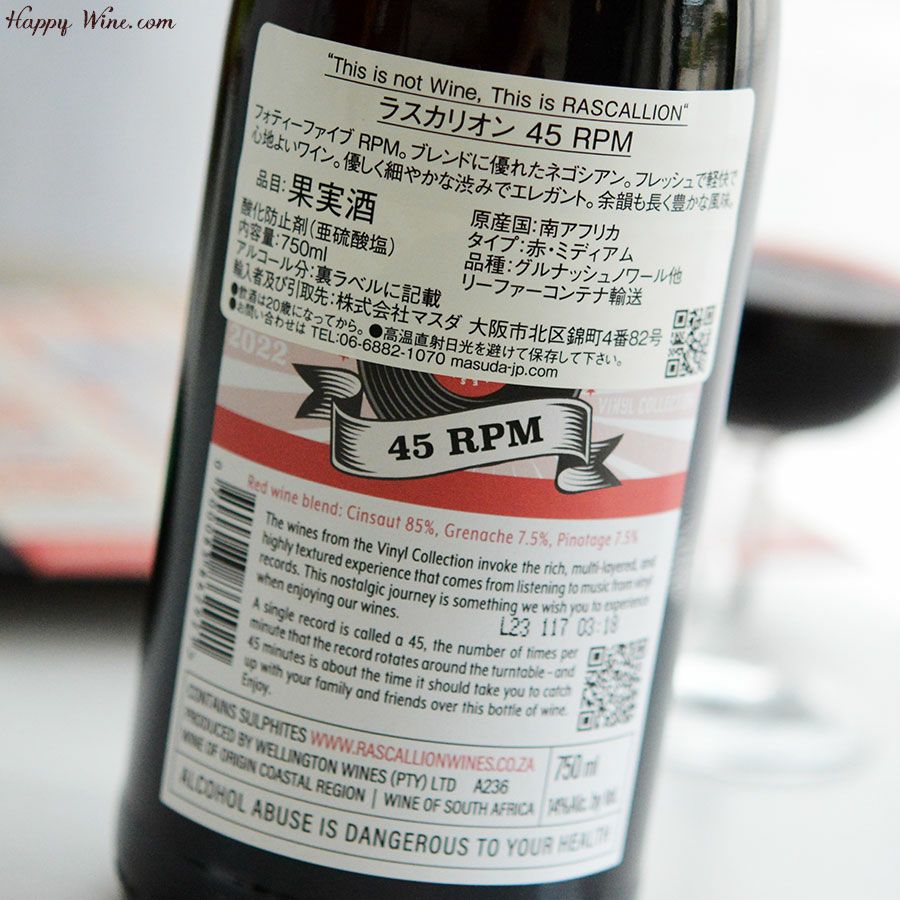 Happy Wine.com
"This is not Wine, This is RASCALLION"
ラスカリオン 45 RPM
フォティーファイブ RPM。ブレンドに優れたネゴシアン。フレッシュで軽快で
心地よいワイン。優しく細やかな渋みでエレガント。余韻も長く豊かな風味。
品目:果実酒
酸化防止剤(亜硫酸塩)
内容量:750ml
アルコール分:裏ラベルに記載
原産国:南アフリカ
タイプ:赤・ミディアム
品種:グルナッシュノワール他
リーファーコンテナ輸送
輸入者及び引取先:株式会社マスダ 大阪市北区錦町4番82号
●飲酒は20歳になってから。●高温直射日光を避けて保存して下さい。
●お問い合わせは TEL:06-6882-1070 masuda-jp.com
2022
VINYL COLLECTION
45 RPM
Red wine blend: Cinsaut 85%, Grenache 7.5%, Pinotage 7.5%
The wines from the Vinyl Collection invoke the rich, multi-layered, and
highly textured experience that comes from listening to music from vinyl
records. This nostalgic journey is something we wish you to experience
when enjoying our wines.
L23 117 03:18
A single record is called a 45, the number of times per
minute that the record rotates around the turntable – and
45 minutes is about the time it should take you to catch
up with your family and friends over this bottle of wine.
Enjoy.
CONTAINS SULPHITES WWW.RASCALLIONWINES.CO.ZA
PRODUCED BY WELLINGTON WINES (PTY) LTD A236
WINE OF ORIGIN COASTAL REGION | WINE OF SOUTH AFRICA
750 ml
14% Alc. by Vol.
ALCOHOL ABUSE IS DANGEROUS TO YOUR HEALTH